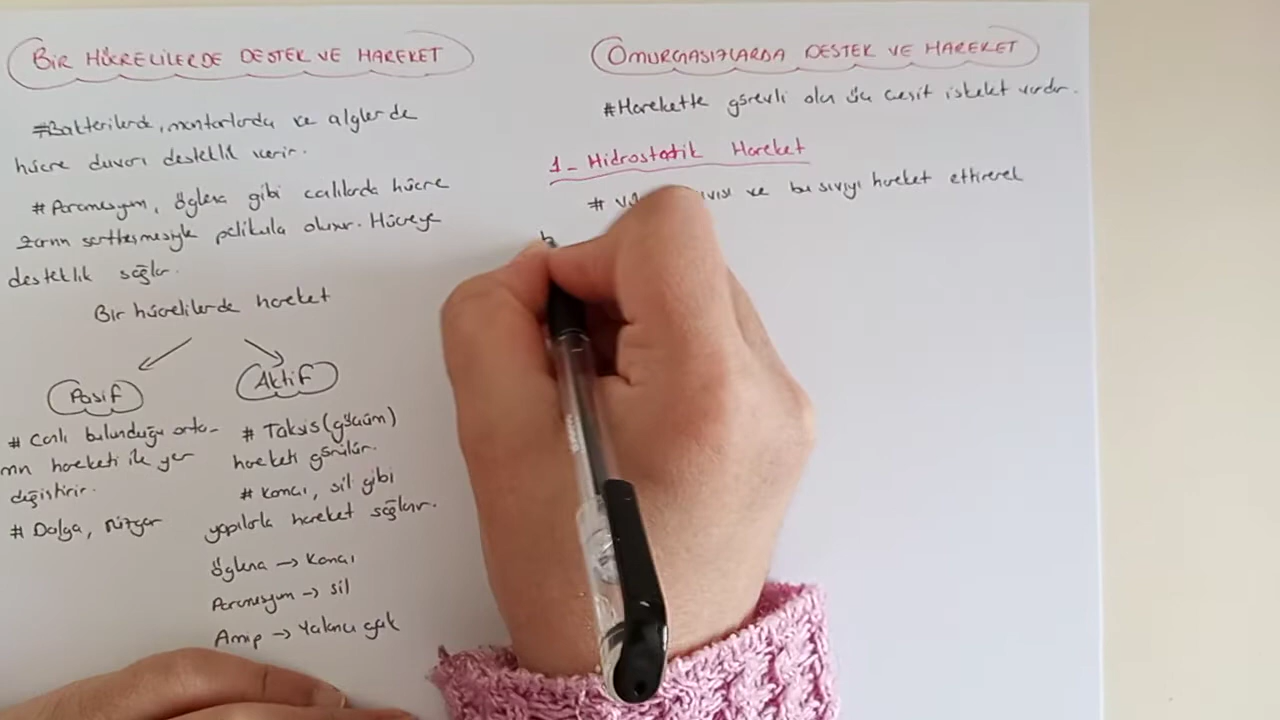 BİR HÜCRELİLERDE DESTEK VE HAREKET
#Bakterilerde, mantarlarda ve alglerde
hücre duvarı desteklik verir.
#Paramesyum, öglena gibi canlılarda hücre
zarının sertleşmesiyle pelikula oluşur. Hücreye
desteklik sağlar.
Bir hücrelilerde hareket
Pasif
# Canlı bulunduğu orta-
mın hareketi ile yer
değiştirir.
# Dalga, rüzgar
Aktif
# Taksis (göçüm)
hareketi görülür.
# Kamçı, sil gibi
yapılarla hareket sağlanır.
Öglena → Kamçı
Paramesyum → sil
Amip → Yalancı ayak
OMURGASIZLARDA DESTEK VE HAREKET
#Harekette görevli olan üç çeşit iskelet vardır.
1- Hidrostatik Hareket
# ve bu sıvıyı hareket ettirerek